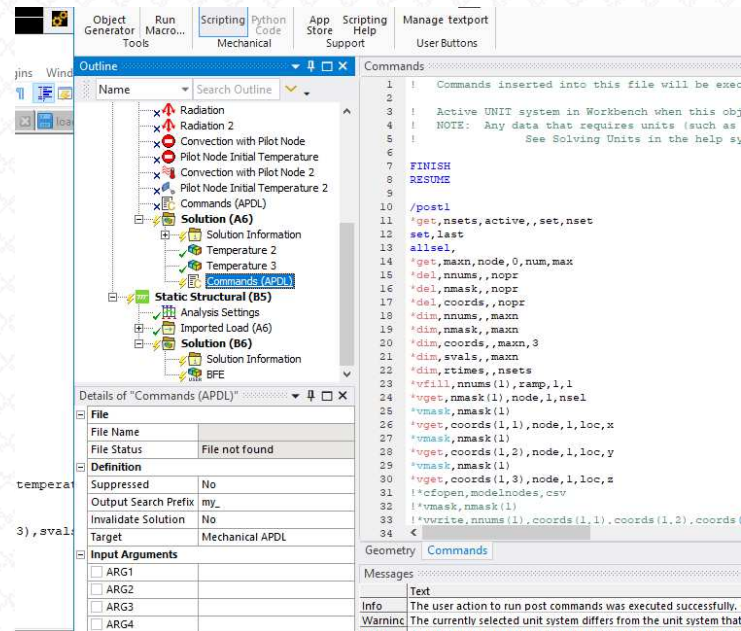 Object Generator
Run Macro...
Scripting
Python Code
App Store
Scripting Help
Manage textport
Tools
Mechanical
Support
User Buttons
gins Wind
Outline
Name
Search Outline
Radiation
Radiation 2
Convection with Pilot Node
Pilot Node Initial Temperature
Convection with Pilot Node 2
Pilot Node Initial Temperature 2
Commands (APDL)
Solution (A6)
Solution Information
Temperature 2
Temperature 3
Commands (APDL)
Static Structural (B5)
Analysis Settings
Imported Load (A6)
Solution (B6)
Solution Information
BFE
Details of "Commands (APDL)"
File
File Name
File Status File not found
Definition
Suppressed No
Output Search Prefix my_
Invalidate Solution No
Target Mechanical APDL
Input Arguments
ARG1
ARG2
ARG3
ARG4
temperat
3),sval
Commands
1 ! Commands inserted into this file will be exec
2
3 ! Active UNIT system in Workbench when this obj
4 ! NOTE: Any data that requires units (such as
5 ! See Solving Units in the help sy
6
7 FINISH
8 RESUME
9
10 /post1
11 *get,nsets,active,,set,nset
12 set,last
13 allsel,
14 *get,maxn,node,0,num,max
15 *del,nnums,,nopr
16 *del,nmask,,nopr
17 *del,coords,,nopr
18 *dim,nnums,,maxn
19 *dim,nmask,,maxn
20 *dim,coords,,maxn,3
21 *dim,svals,,maxn
22 *dim,rtimes,,nsets
23 *vfill,nnums(1),ramp,1,1
24 *vget,nmask(1),node,1,nsel
25 *vmask,nmask(1)
26 *vget,coords(1,1),node,1,loc,x
27 *vmask,nmask(1)
28 *vget,coords(1,2),node,1,loc,y
29 *vmask,nmask(1)
30 *vget,coords(1,3),node,1,loc,z
31 !*cfopen,modelnodes,csv
32 !*vmask,nmask(1)
33 !*vwrite,nnums(1),coords(1,1),coords(1,2),coords(
34
Geometry Commands
Messages
Text
Info The user action to run post commands was executed successfully.
Warning The currently selected unit system differs from the unit system that